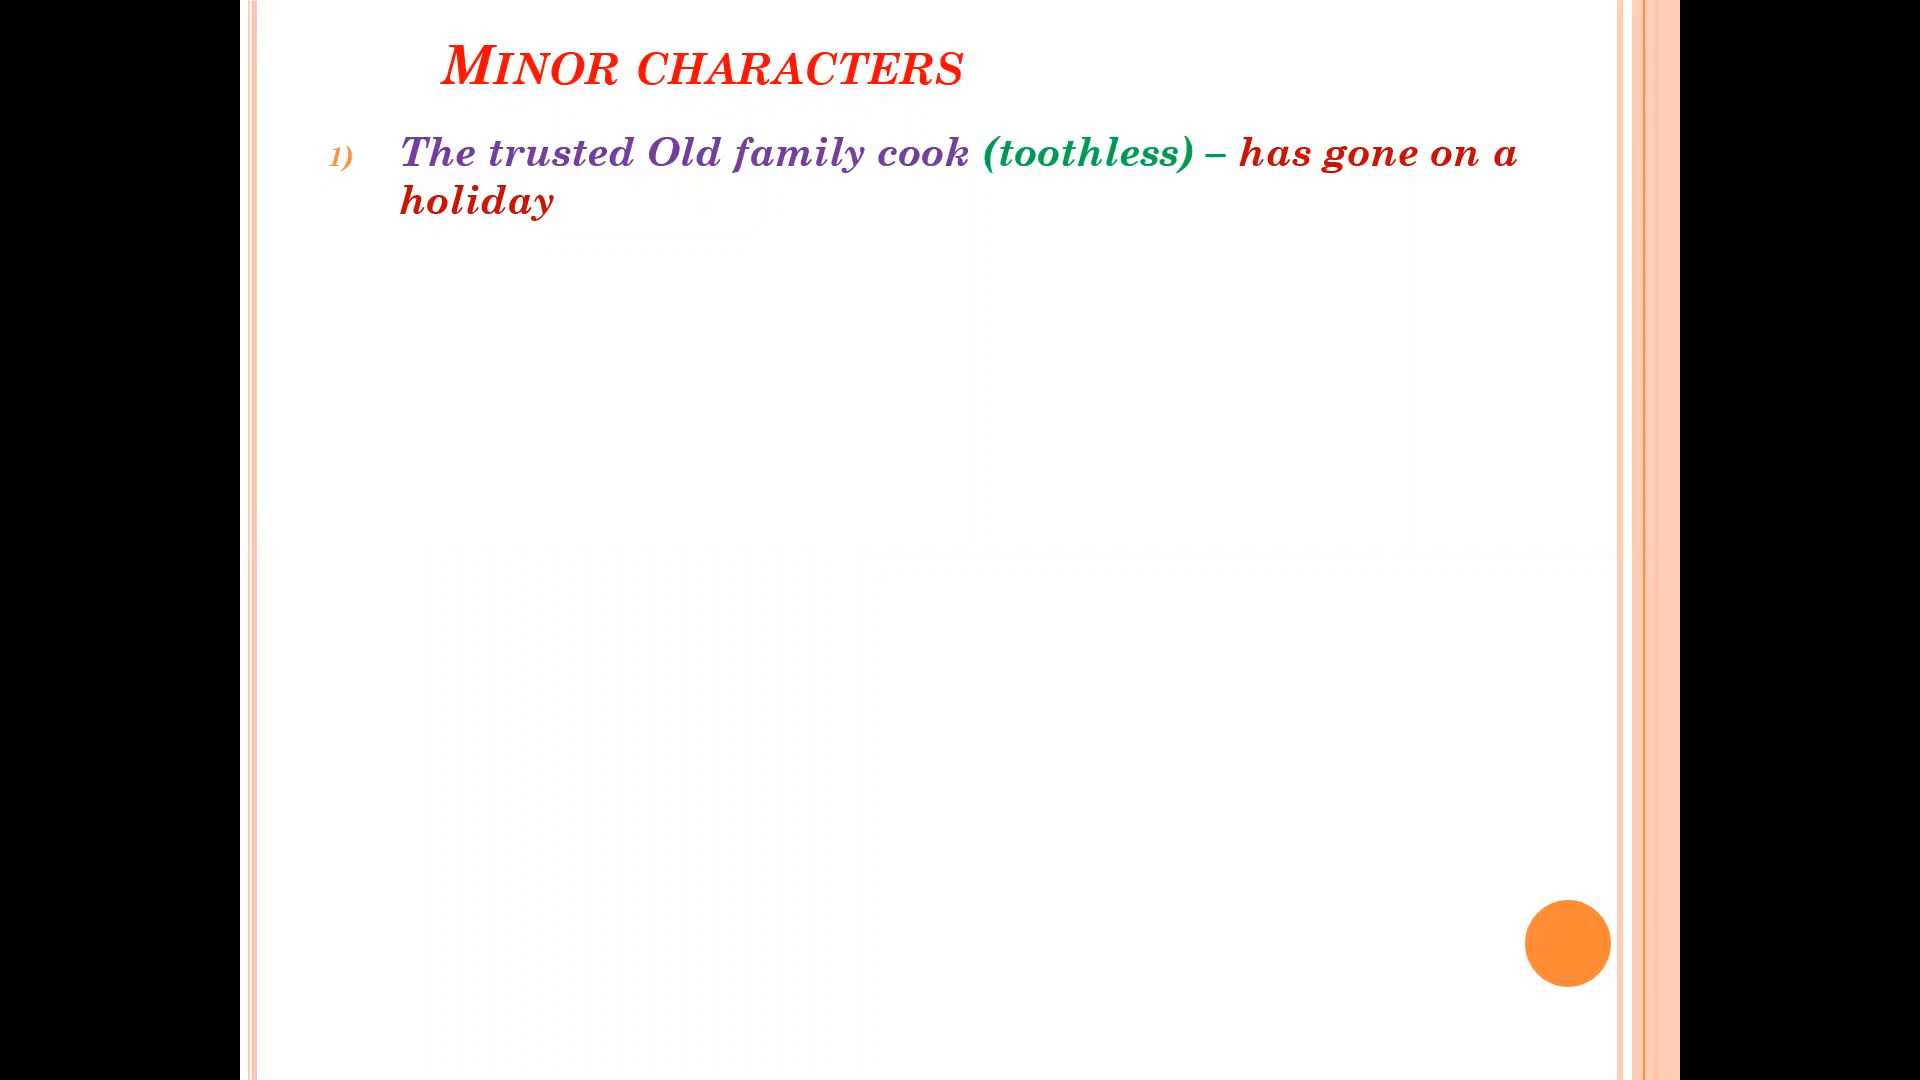 MINOR CHARACTERS
1) The trusted Old family cook (toothless) – has gone on a
holiday